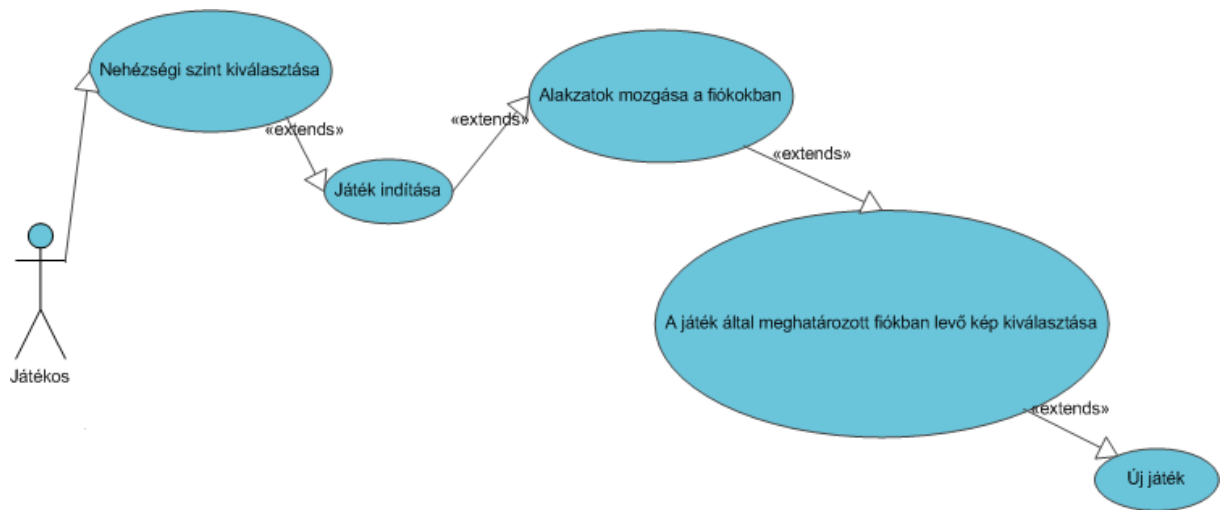 Nehézségi szint kiválasztása
«extends»
Játék indítása
«extends»
Alakzatok mozgása a fiókokban
«extends»
A játék által meghatározott fiókban levő kép kiválasztása
«extends»
Új játék
Játékos